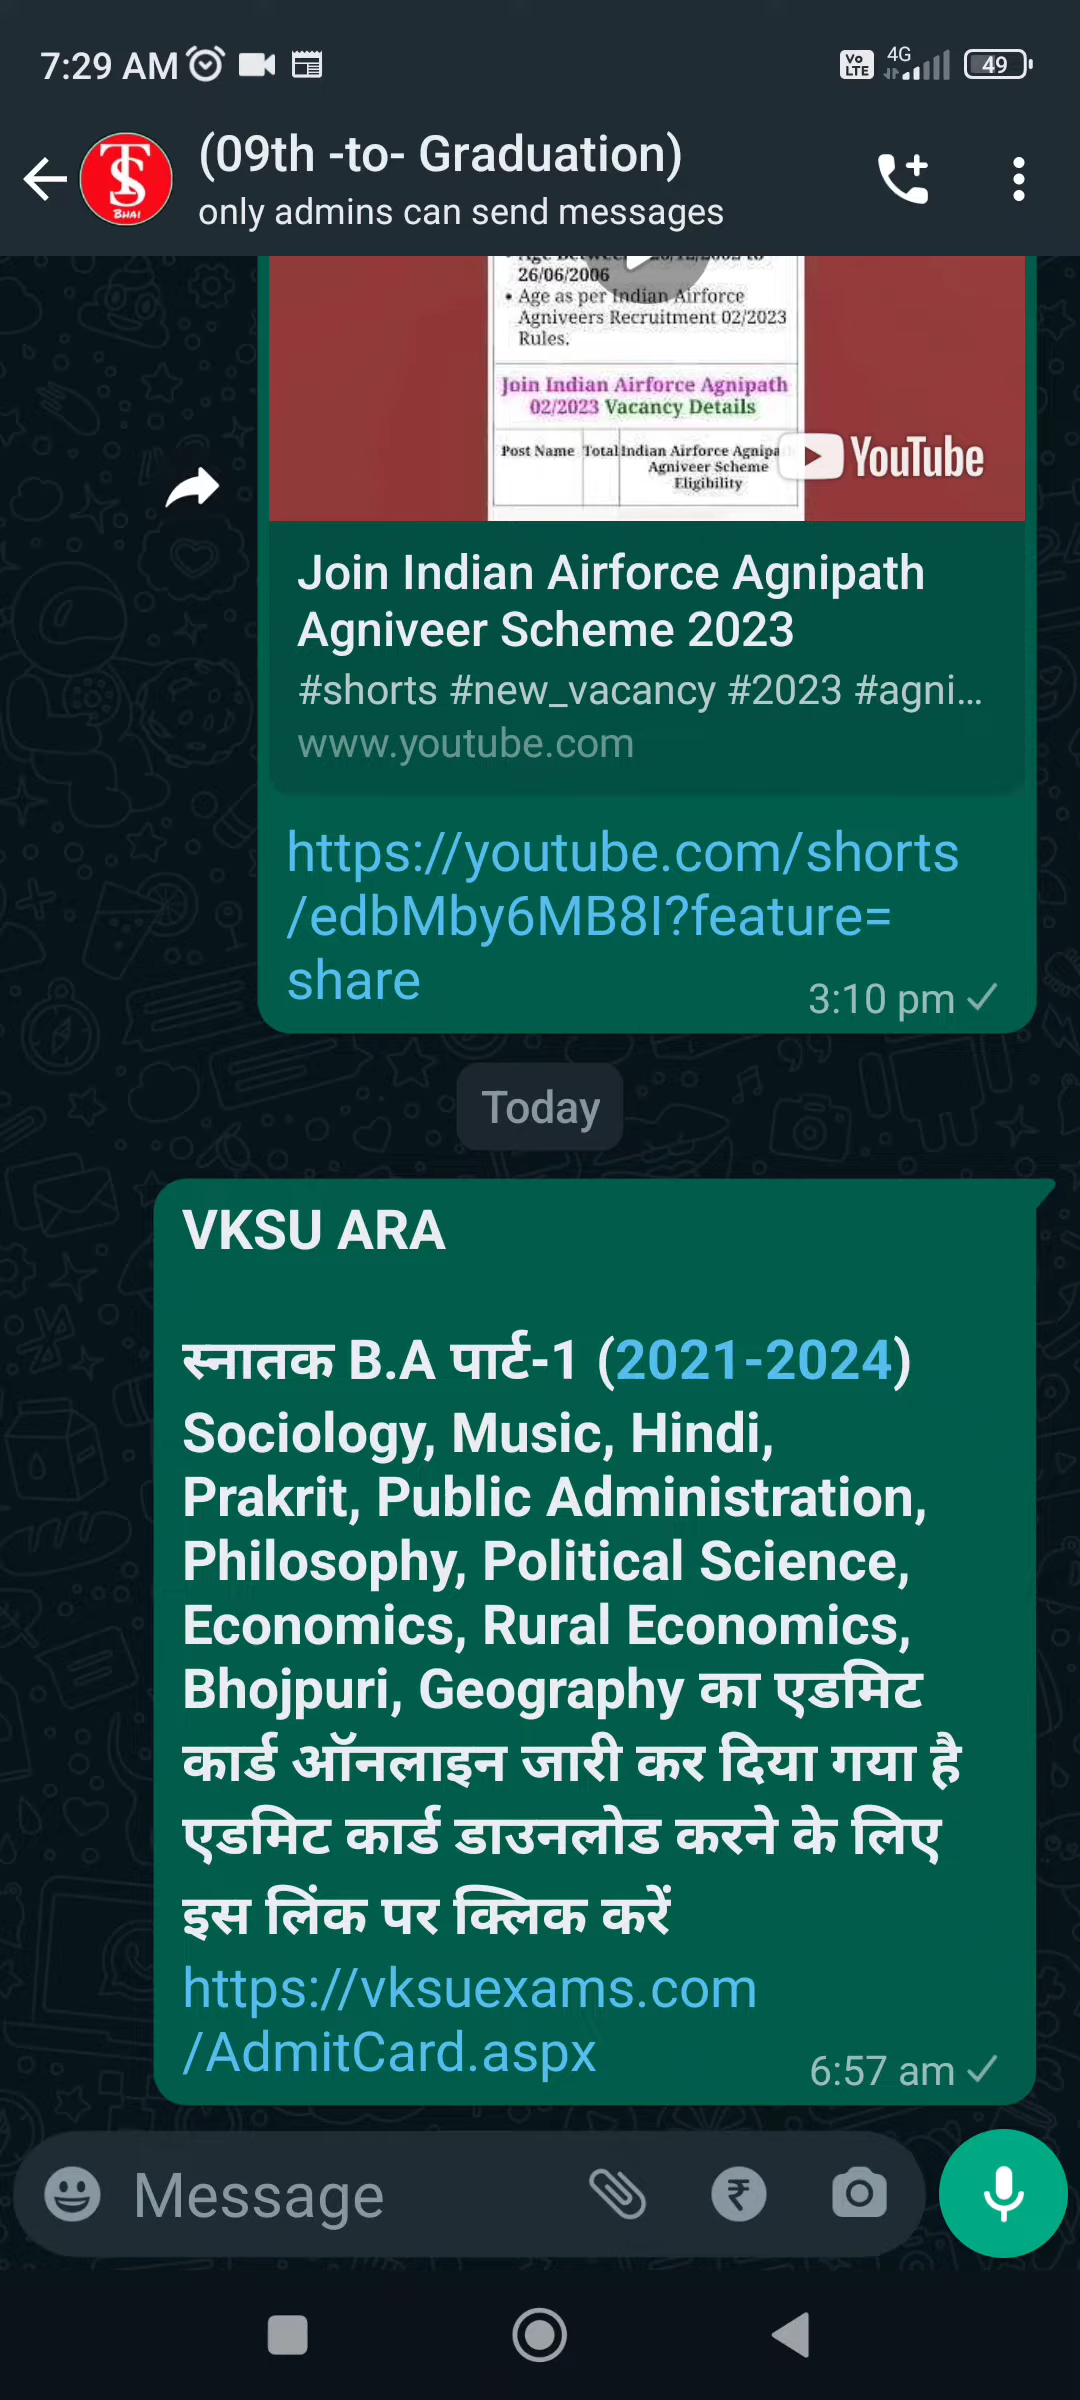 7:29 AM
Vo LTE 4G 49
(09th -to- Graduation)
TS BHAI
only admins can send messages
26/06/2006
• Age as per Indian Airforce
Agniveers Recruitment 02/2023
Rules.
Join Indian Airforce Agnipath
02/2023 Vacancy Details
Post Name Total Indian Airforce
Agniveer Scheme
Eligibility
YouTube
Join Indian Airforce Agnipath
Agniveer Scheme 2023
#shorts #new_vacancy #2023 #agni...
www.youtube.com
https://youtube.com/shorts
/edbMby6MB8I?feature=
share
3:10 pm
Today
VKSU ARA
स्नातक B.A पार्ट-1 (2021-2024)
Sociology, Music, Hindi,
Prakrit, Public Administration,
Philosophy, Political Science,
Economics, Rural Economics,
Bhojpuri, Geography का एडमिट
कार्ड ऑनलाइन जारी कर दिया गया है
एडमिट कार्ड डाउनलोड करने के लिए
इस लिंक पर क्लिक करें
https://vksuexams.com
/AdmitCard.aspx
6:57 am
Message